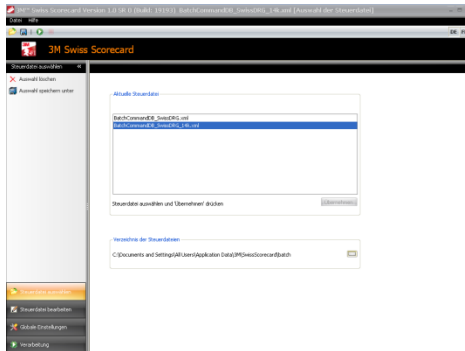 3M™ Swiss Scorecard Version 1.0 SR 0 (Build: 19193) BatchCommandDB_SwissDRG_14k.xml [Auswahl der Steuerdatei]
Datei Hilfe
DE
3M Swiss Scorecard
Steuerdatei auswählen «
Auswahl löschen
Auswahl speichern unter
Aktuelle Steuerdatei
BatchCommandDB_SwissDRG.xml
BatchCommandDB_SwissDRG_14k.xml
Steuerdatei auswählen und 'Übernehmen' drücken
Übernehmen
Verzeichnis der Steuerdateien
C:\Documents and Settings\All Users\Application Data\3M\SwissScorecard\batch
Steuerdatei auswählen
Steuerdatei bearbeiten
Globale Einstellungen
Verarbeitung